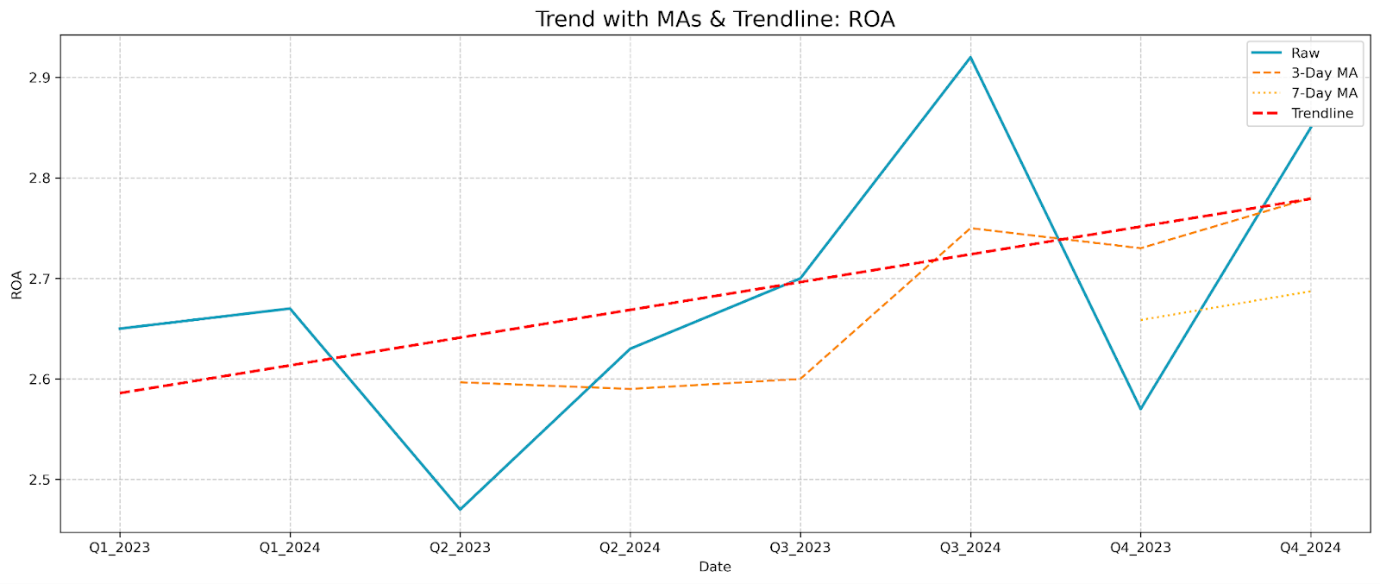 Trend with MAs & Trendline: ROA
Raw
3-Day MA
7-Day MA
Trendline
2.9
2.8
2.7
2.6
2.5
ROA
Q1_2023 Q1_2024 Q2_2023 Q2_2024 Q3_2023 Q3_2024 Q4_2023 Q4_2024
Date